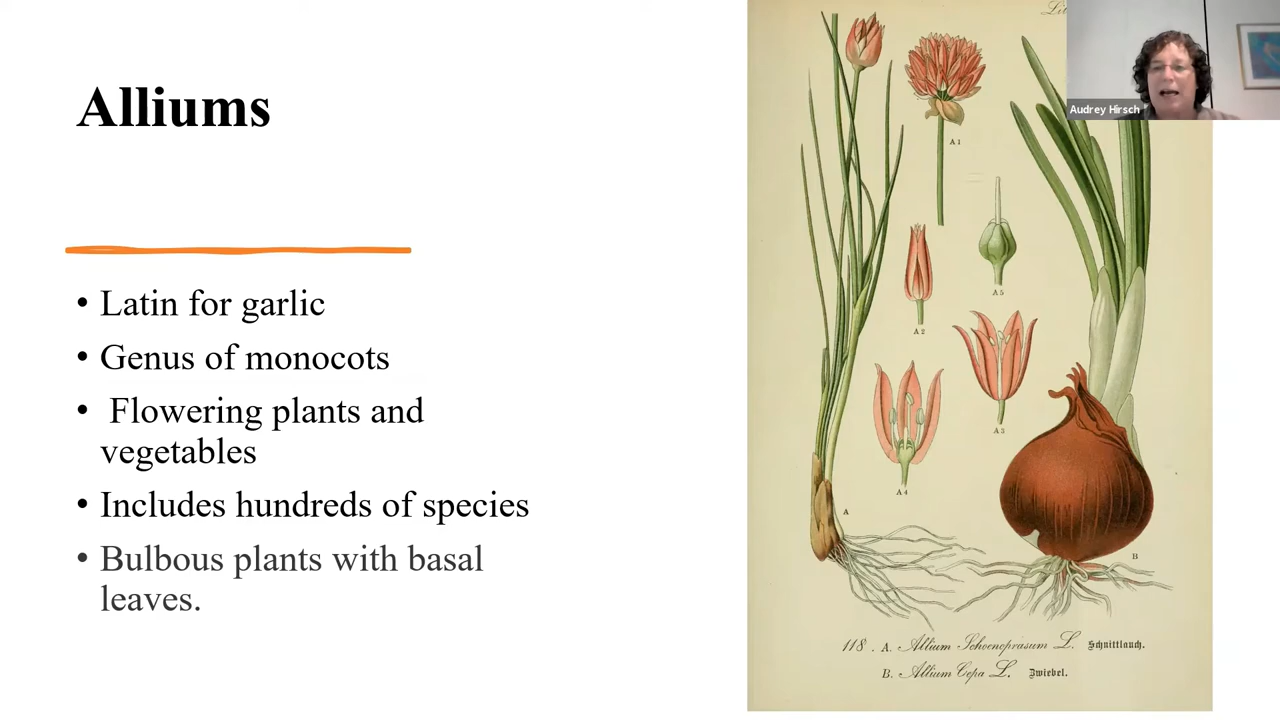 Alliums
• Latin for garlic
• Genus of monocots
• Flowering plants and
vegetables
• Includes hundreds of species
• Bulbous plants with basal
leaves.
Audrey Hirsch
A1
A5
A2
A3
A4
A
B
118. A. Allium Schoenoprasum L. Schnittlauch.
B. Allium Cepa L. Zwiebel.